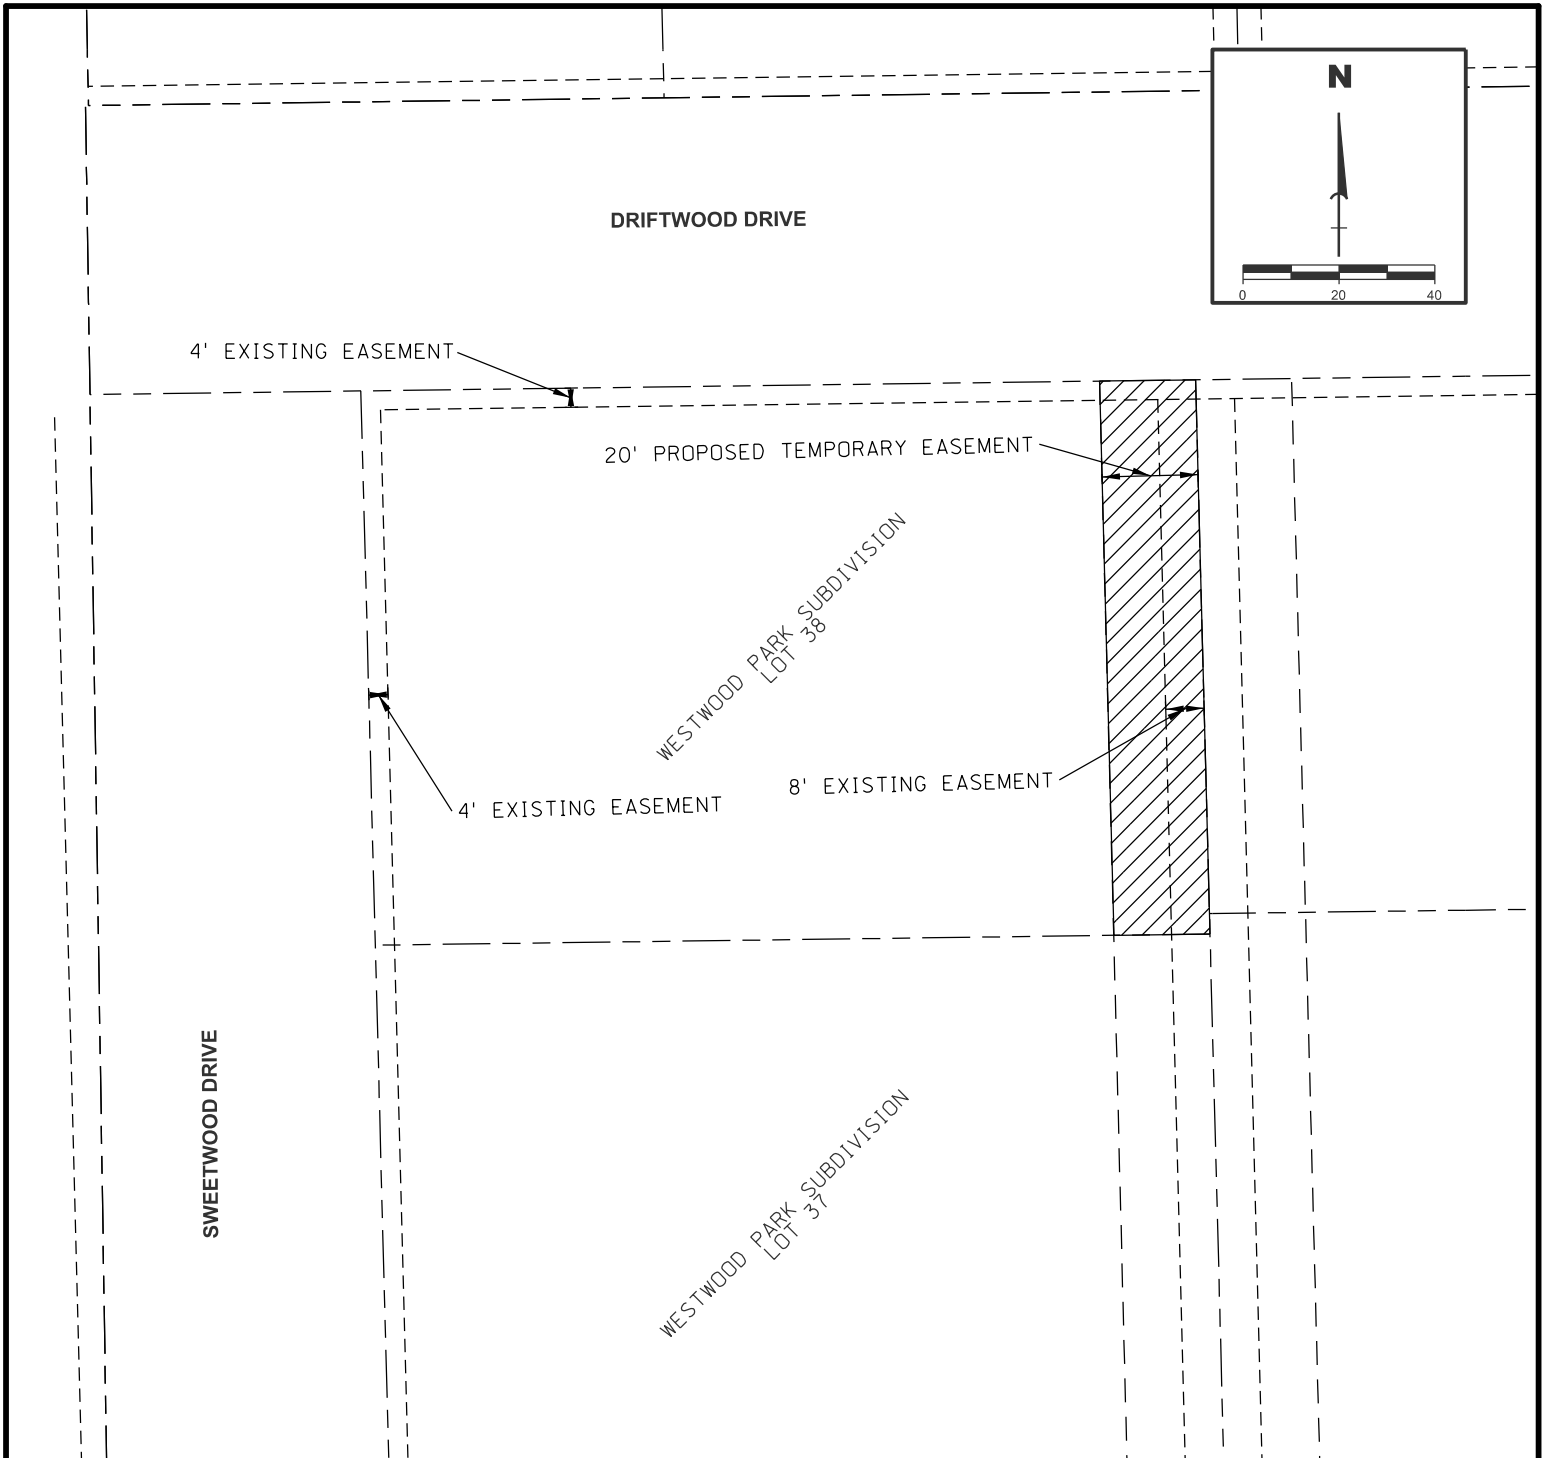 N
DRIFTWOOD DRIVE
0 20 40
4' EXISTING EASEMENT
20' PROPOSED TEMPORARY EASEMENT
WESTWOOD PARK SUBDIVISION
LOT 38
8' EXISTING EASEMENT
4' EXISTING EASEMENT
SWEETWOOD DRIVE
WESTWOOD PARK SUBDIVISION
LOT 37